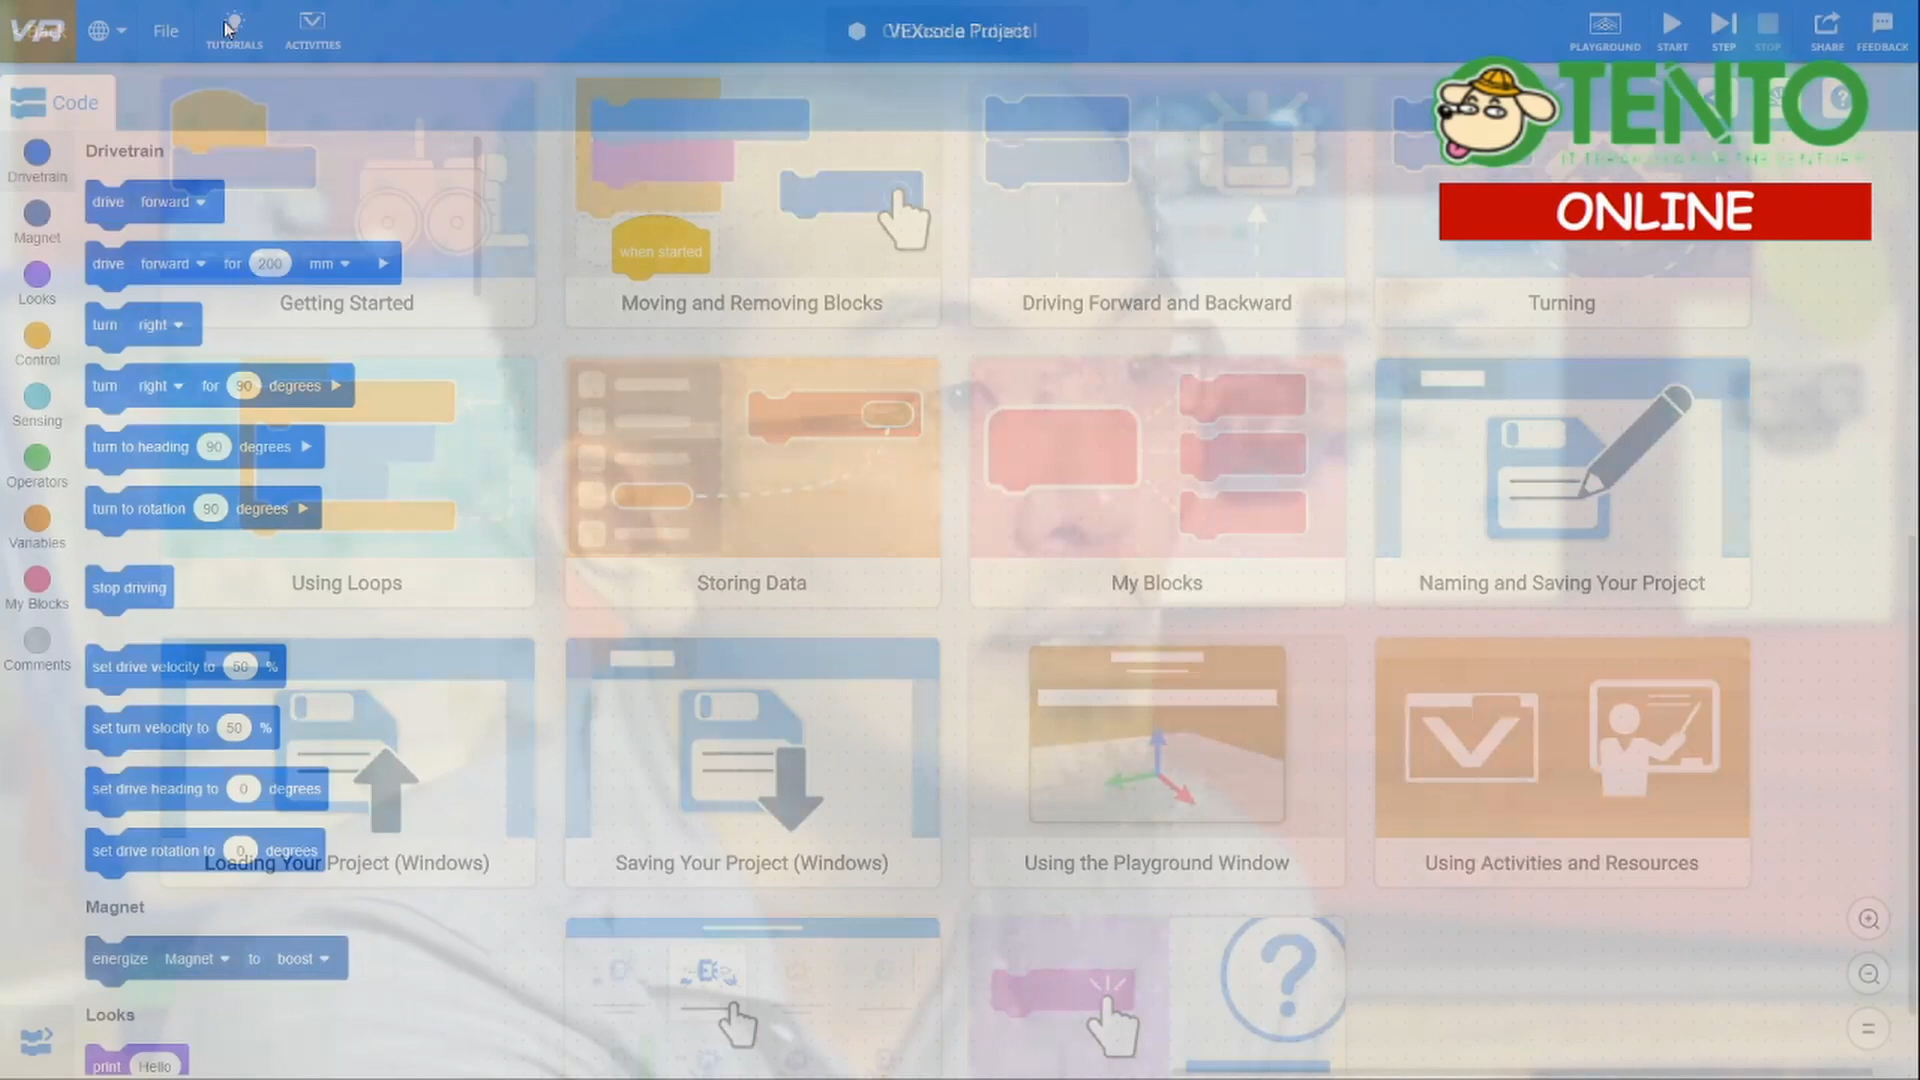 VR
File
TUTORIALS
ACTIVITIES
VEXcode Project
PLAYGROUND
START
STEP
STOP
SHARE
FEEDBACK
TENTO
ONLINE
Code
Drivetrain
Drivetrain
Magnet
Looks
Control
Sensing
Operators
Variables
My Blocks
Comments
drive forward
drive forward for 200 mm
turn right
turn right for 90 degrees
turn to heading 90 degrees
turn to rotation 90 degrees
stop driving
set drive velocity to 50 %
set turn velocity to 50 %
set drive heading to 0 degrees
set drive rotation to 0 degrees
Magnet
energize Magnet to boost
Looks
print Hello
when started
Getting Started
Moving and Removing Blocks
Driving Forward and Backward
Turning
Using Loops
Storing Data
My Blocks
Naming and Saving Your Project
Loading Your Project (Windows)
Saving Your Project (Windows)
Using the Playground Window
Using Activities and Resources